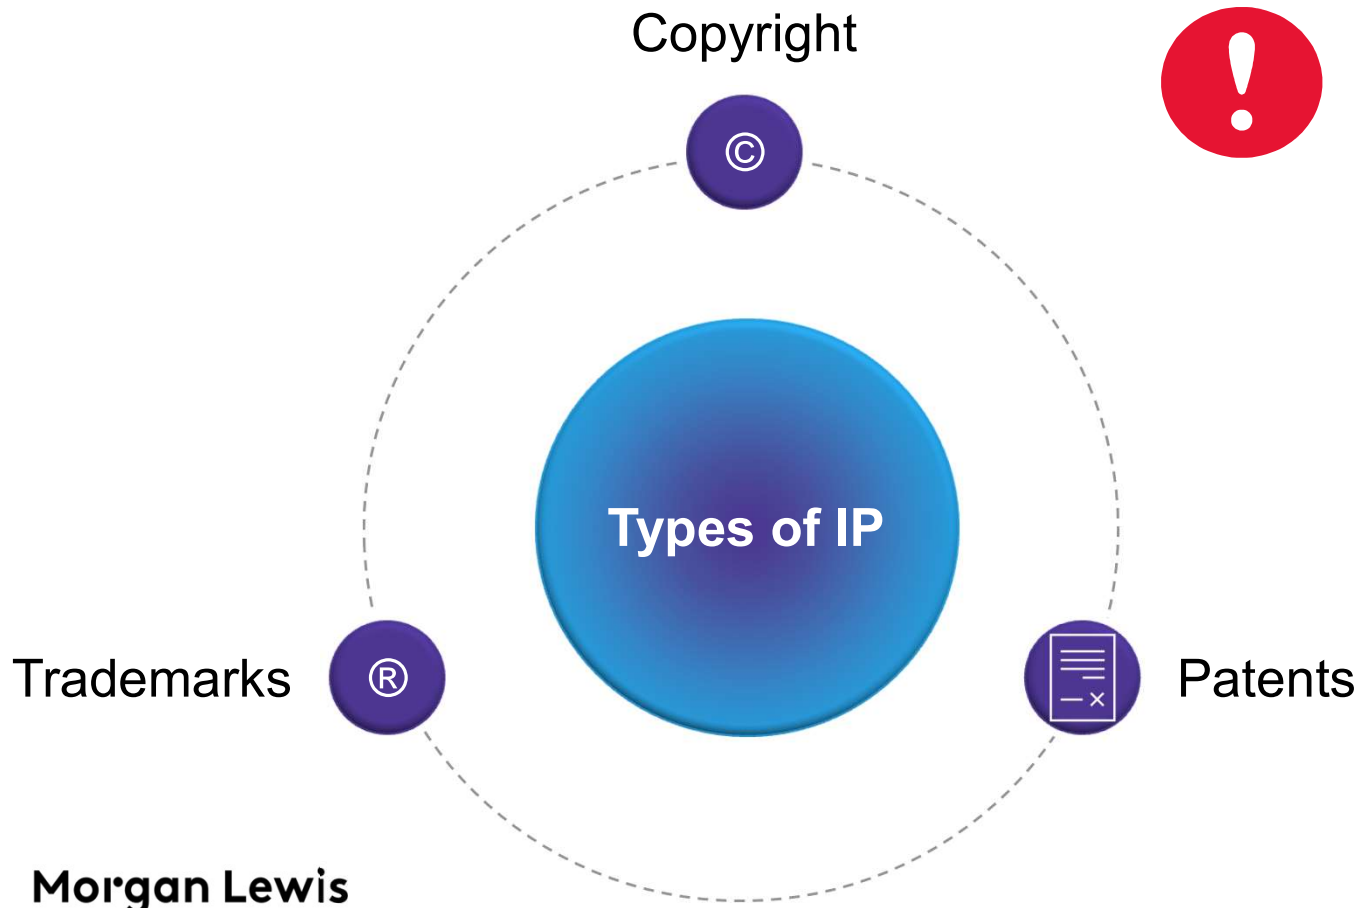 Copyright
©
!
Types of IP
Trademarks
®
Patents
Morgan Lewis